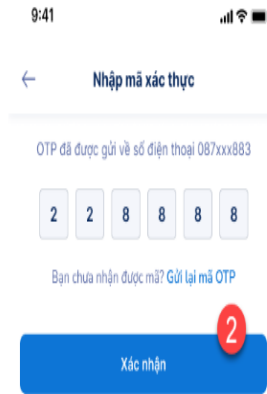 9:41
Nhập mã xác thực
OTP đã được gửi về số điện thoại 087xxx883
2 2 8 8 8 8
Bạn chưa nhận được mã? Gửi lại mã OTP
2
Xác nhận